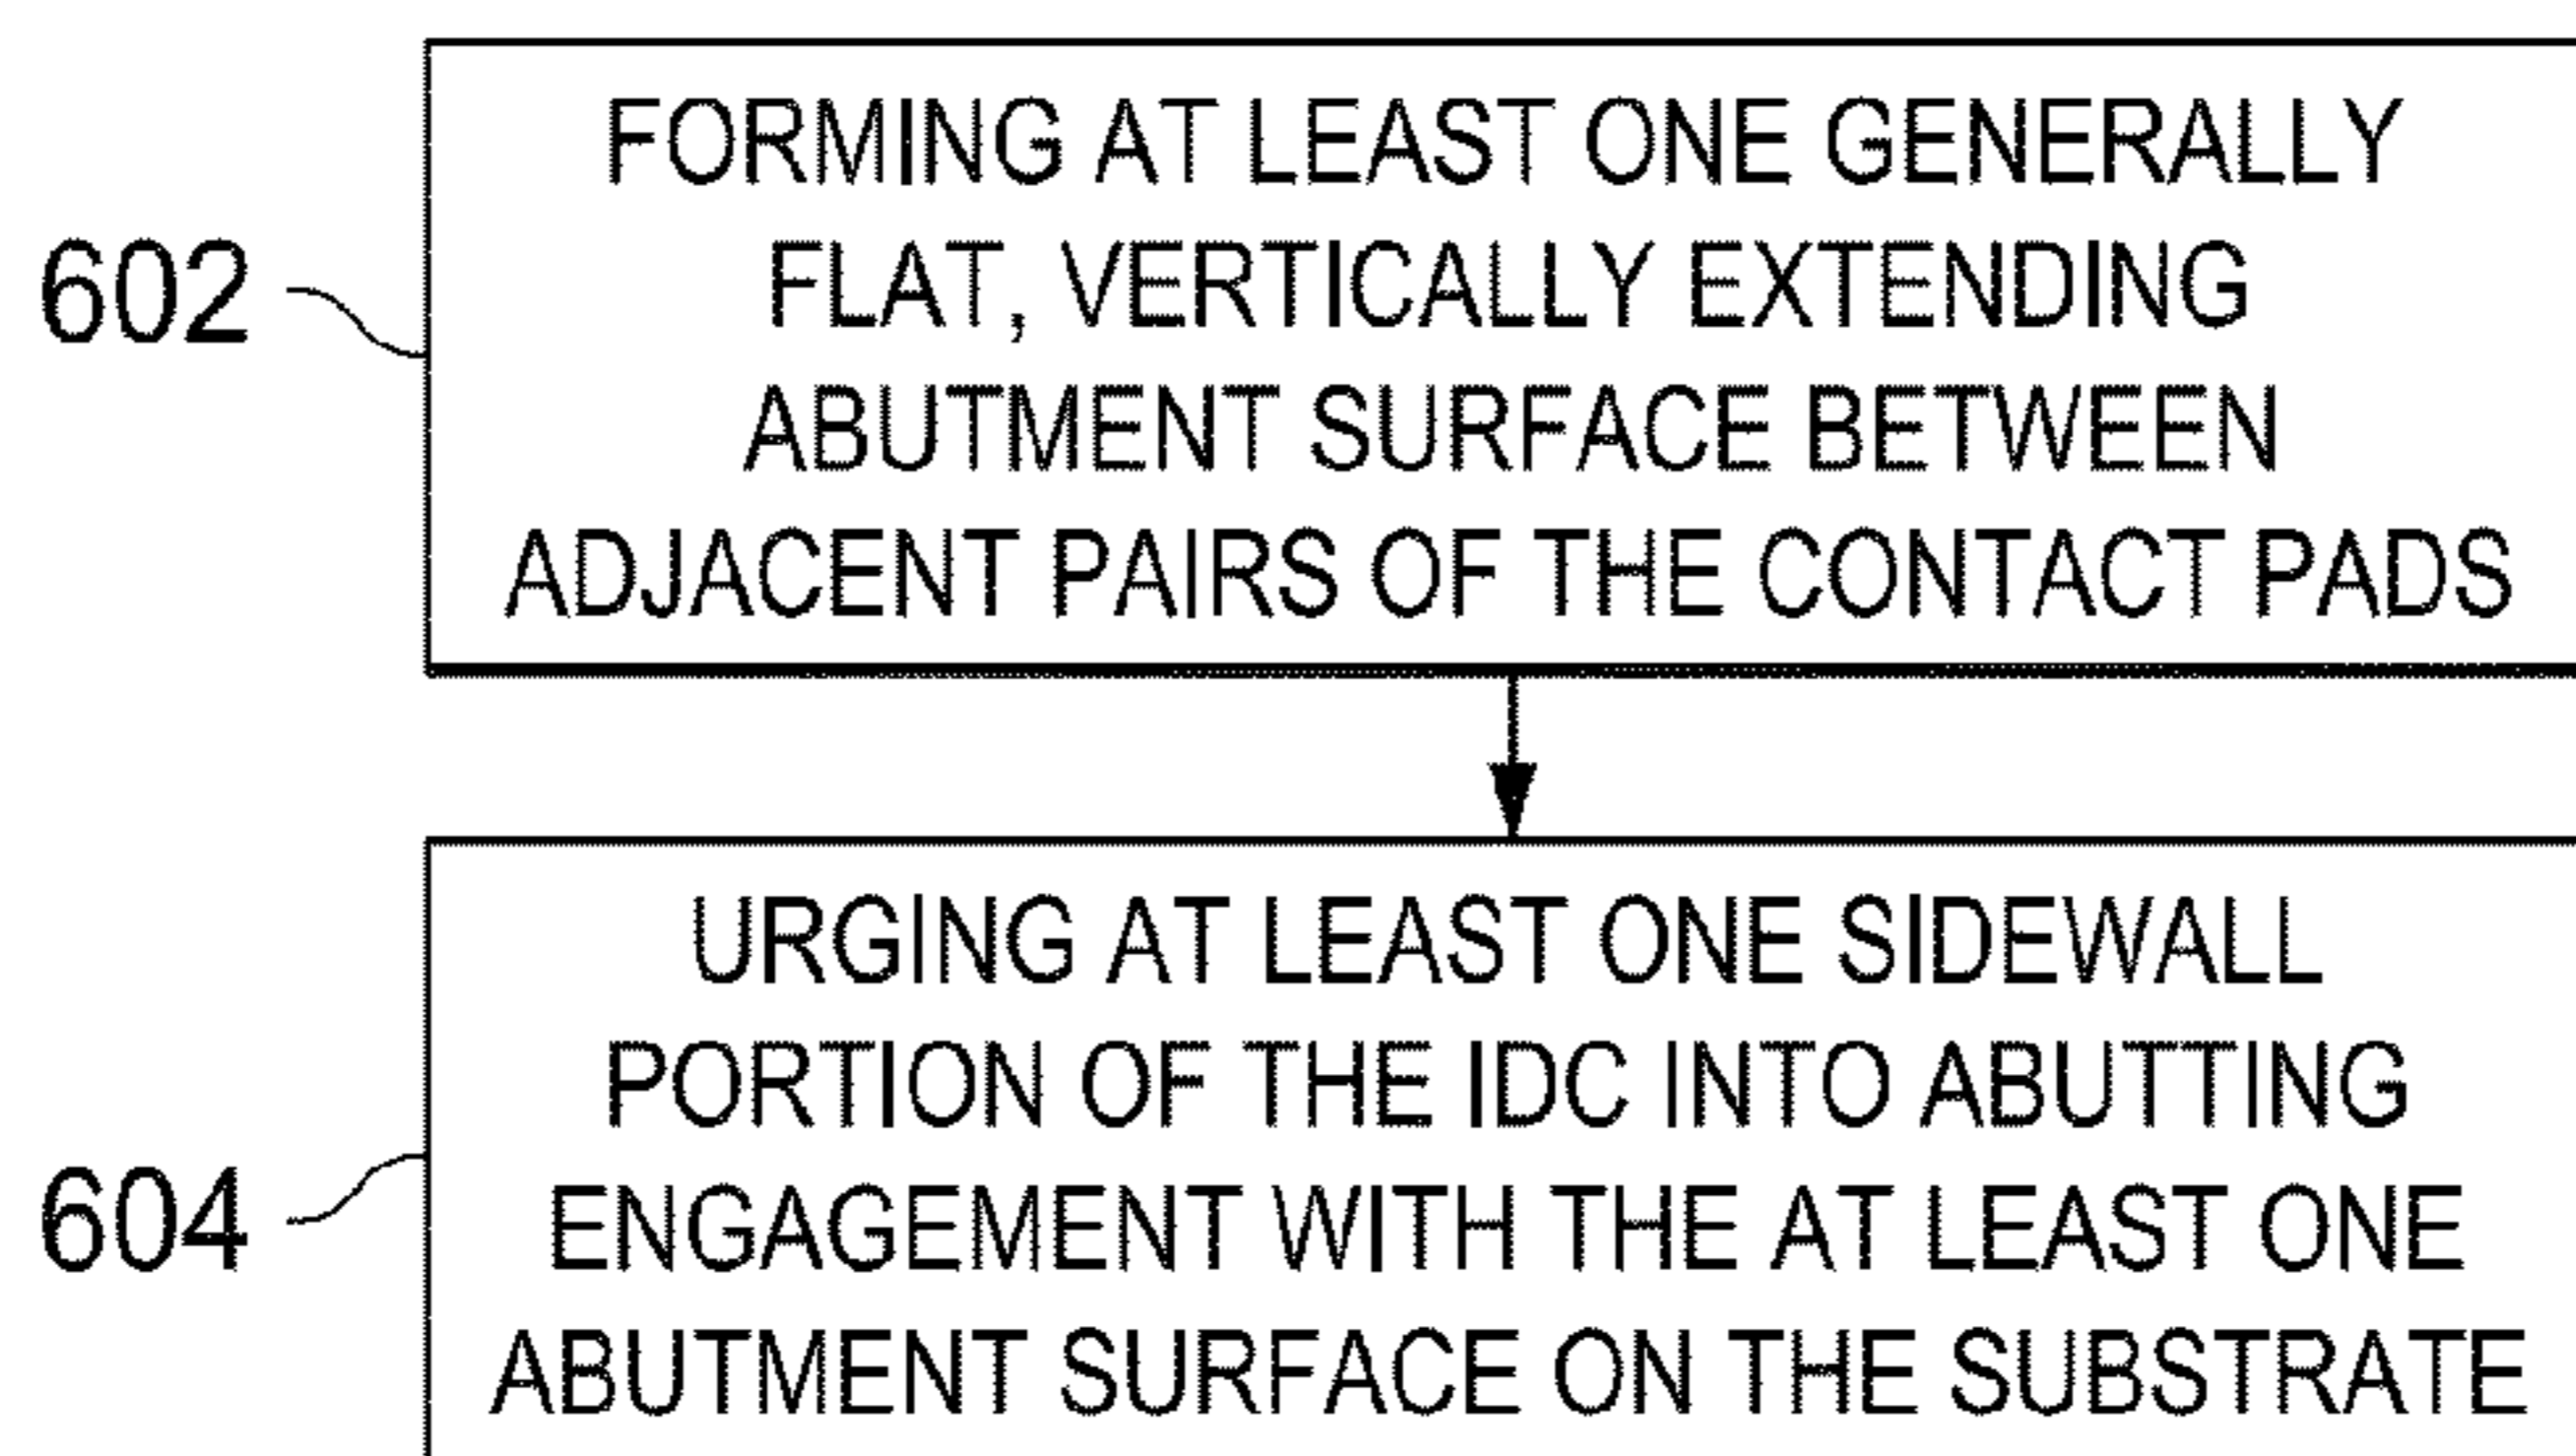 FORMING AT LEAST ONE GENERALLY
FLAT, VERTICALLY EXTENDING
ABUTMENT SURFACE BETWEEN
ADJACENT PAIRS OF THE CONTACT PADS
602
URGING AT LEAST ONE SIDEWALL
PORTION OF THE IDC INTO ABUTTING
ENGAGEMENT WITH THE AT LEAST ONE
ABUTMENT SURFACE ON THE SUBSTRATE
604